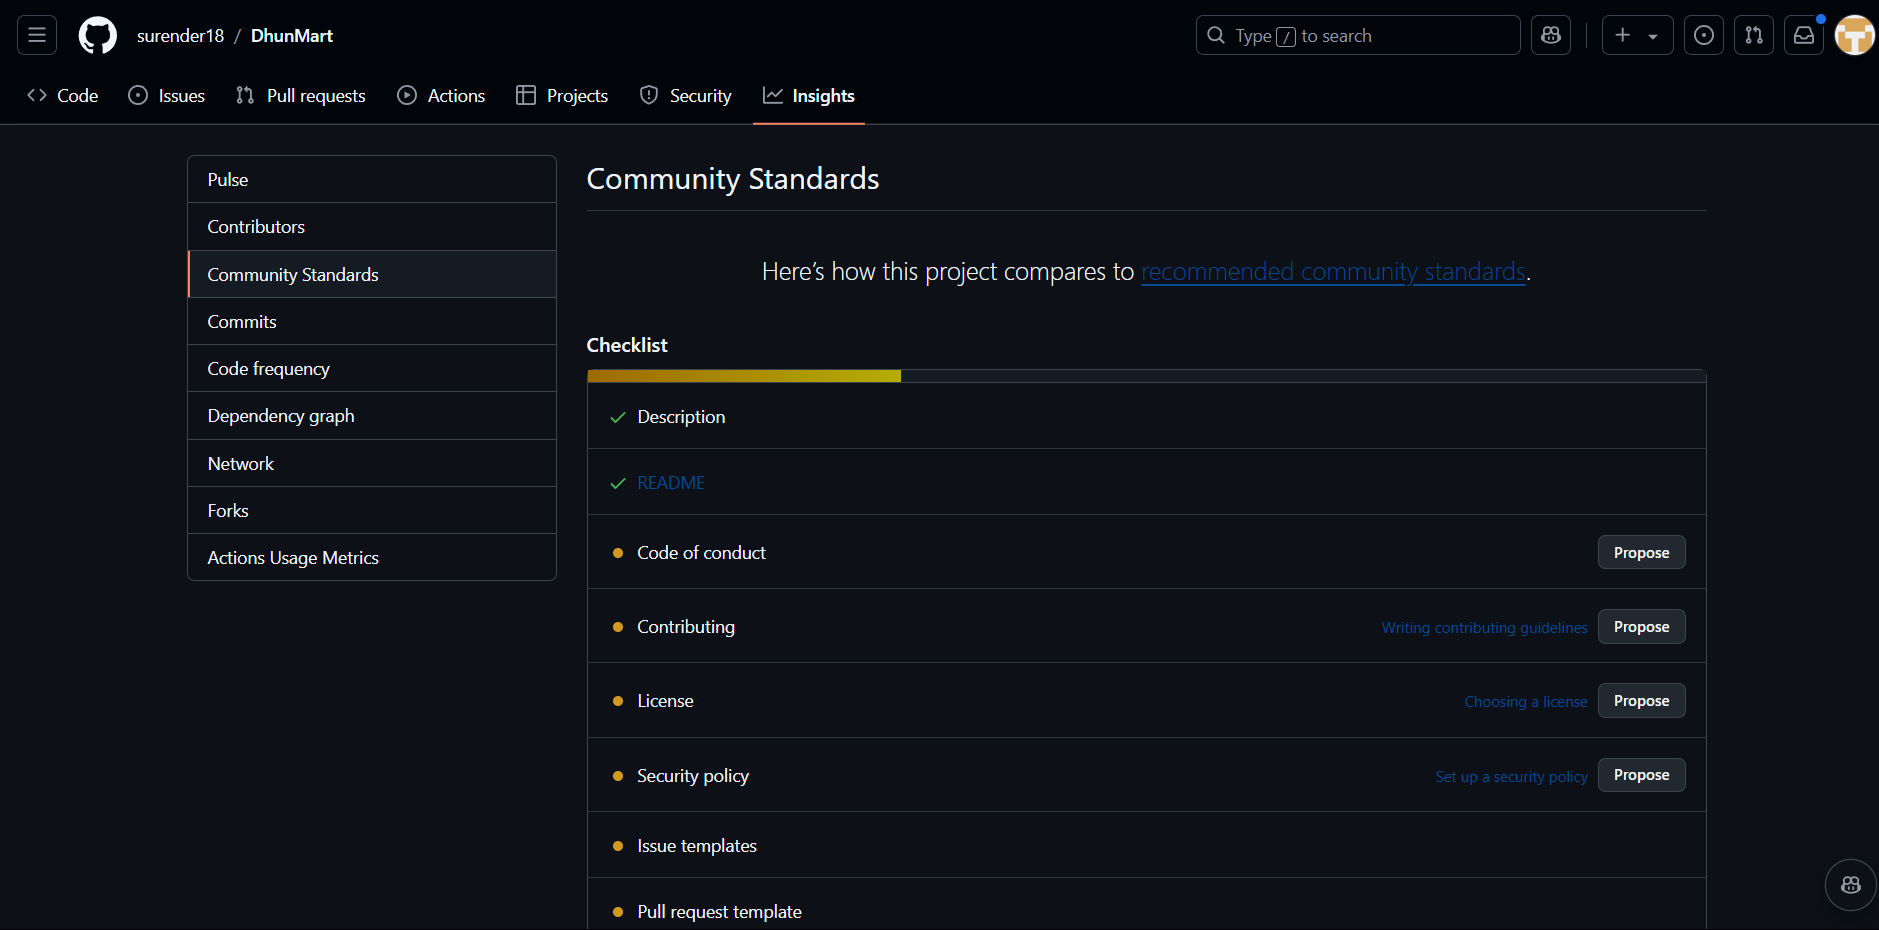 surender18 / DhunMart
Type / to search
Code Issues Pull requests Actions Projects Security Insights
Pulse
Contributors
Community Standards
Commits
Code frequency
Dependency graph
Network
Forks
Actions Usage Metrics
Community Standards
Here’s how this project compares to recommended community standards.
Checklist
Description
README
Code of conduct Propose
Contributing Writing contributing guidelines Propose
License Choosing a license Propose
Security policy Set up a security policy Propose
Issue templates
Pull request template